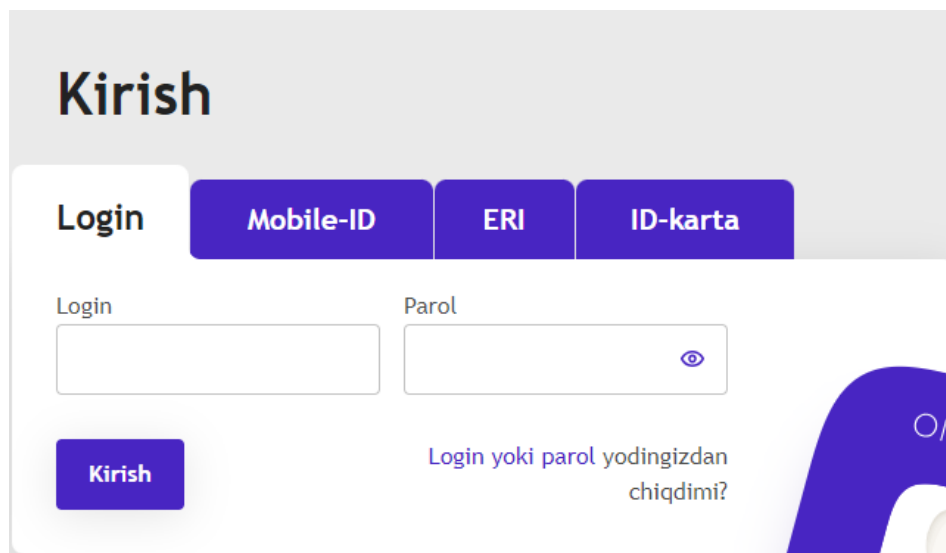 Kirish
Login
Mobile-ID
ERI
ID-karta
Login
Parol
Kirish
Login yoki parol yodingizdan
chiqdimi?